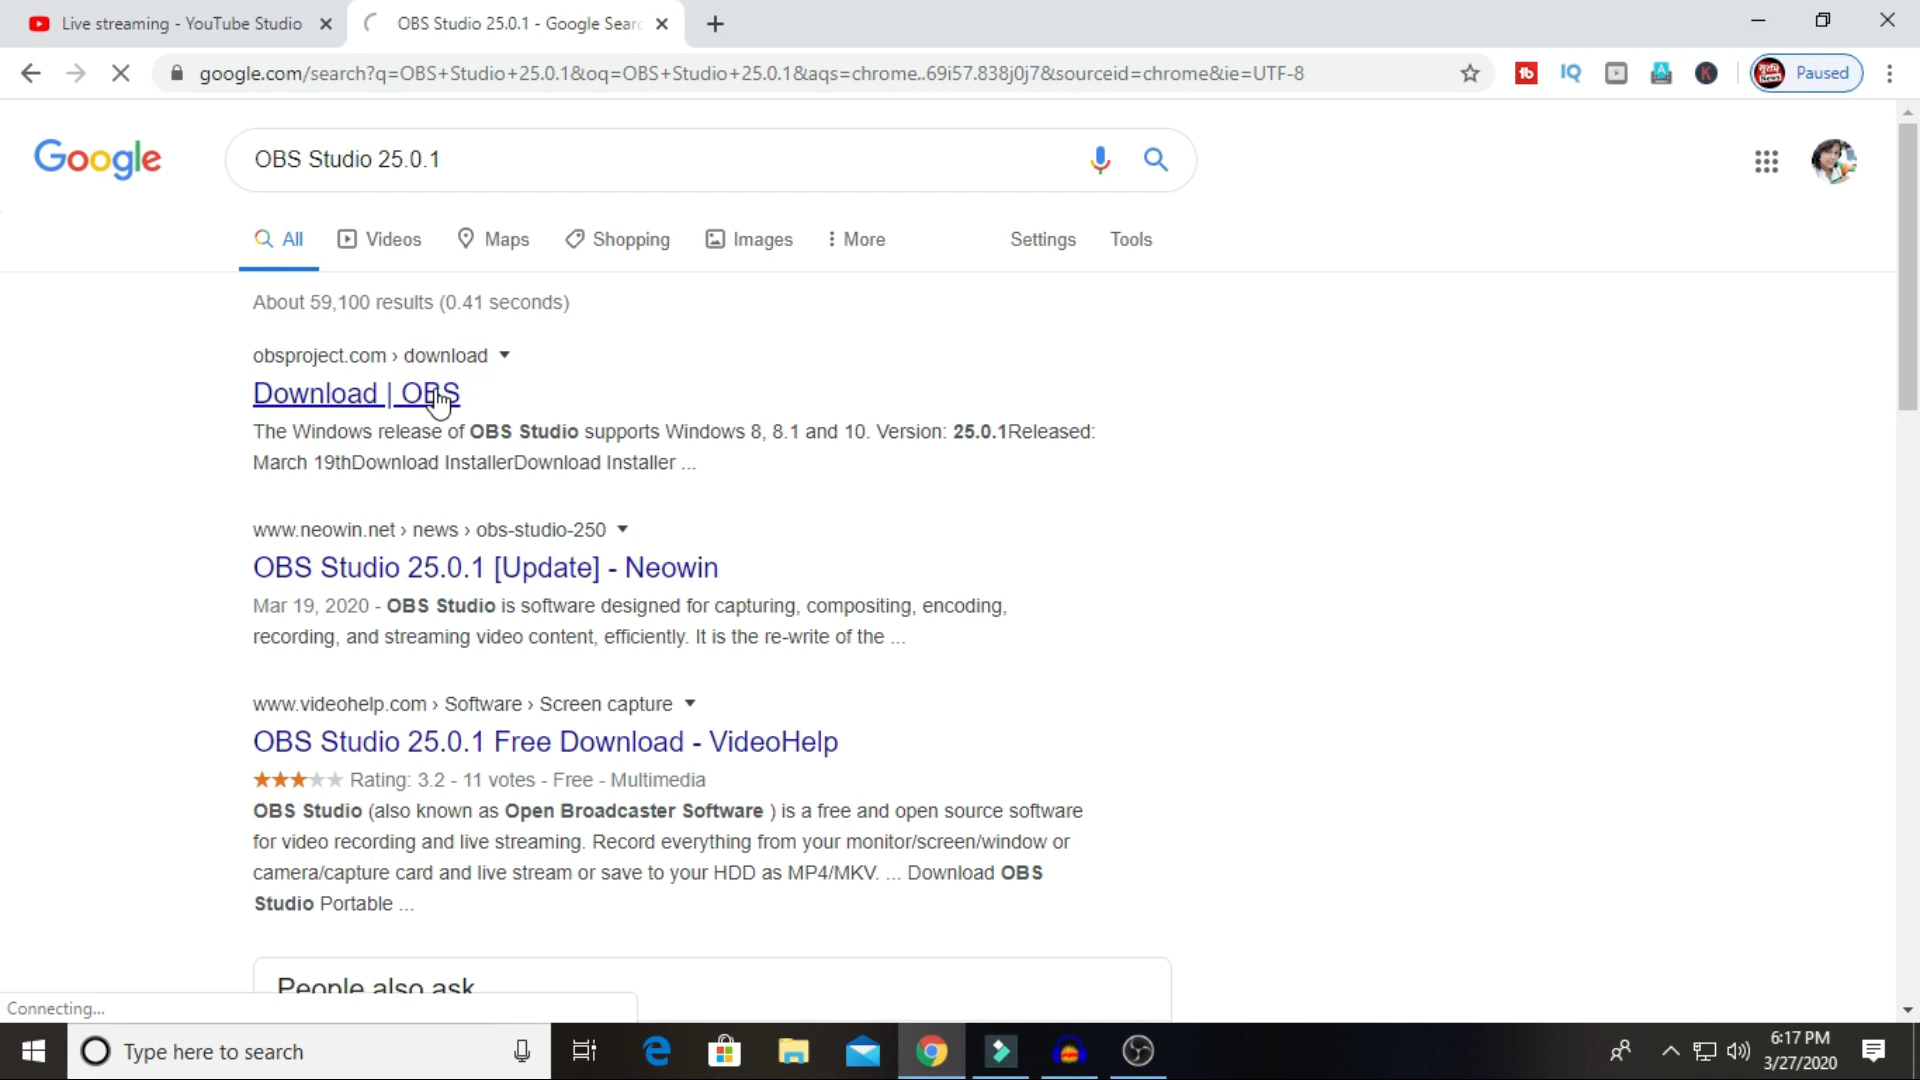 Live streaming - YouTube Studio
OBS Studio 25.0.1 - Google Sear
google.com/search?q=OBS+Studio+25.0.1&oq=OBS+Studio+25.0.1&aqs=chrome..69i57.838j0j7&sourceid=chrome&ie=UTF-8
tb
IQ
A
K
Paused
Google
OBS Studio 25.0.1
All
Videos
Maps
Shopping
Images
More
Settings
Tools
About 59,100 results (0.41 seconds)
obsproject.com › download
Download | OBS
The Windows release of OBS Studio supports Windows 8, 8.1 and 10. Version: 25.0.1Released:
March 19thDownload InstallerDownload Installer ...
www.neowin.net › news › obs-studio-250
OBS Studio 25.0.1 [Update] - Neowin
Mar 19, 2020 - OBS Studio is software designed for capturing, compositing, encoding,
recording, and streaming video content, efficiently. It is the re-write of the ...
www.videohelp.com › Software › Screen capture
OBS Studio 25.0.1 Free Download - VideoHelp
Rating: 3.2 - 11 votes - Free - Multimedia
OBS Studio (also known as Open Broadcaster Software ) is a free and open source software
for video recording and live streaming. Record everything from your monitor/screen/window or
camera/capture card and live stream or save to your HDD as MP4/MKV. ... Download OBS
Studio Portable ...
People also ask
Connecting...
Type here to search
6:17 PM
3/27/2020